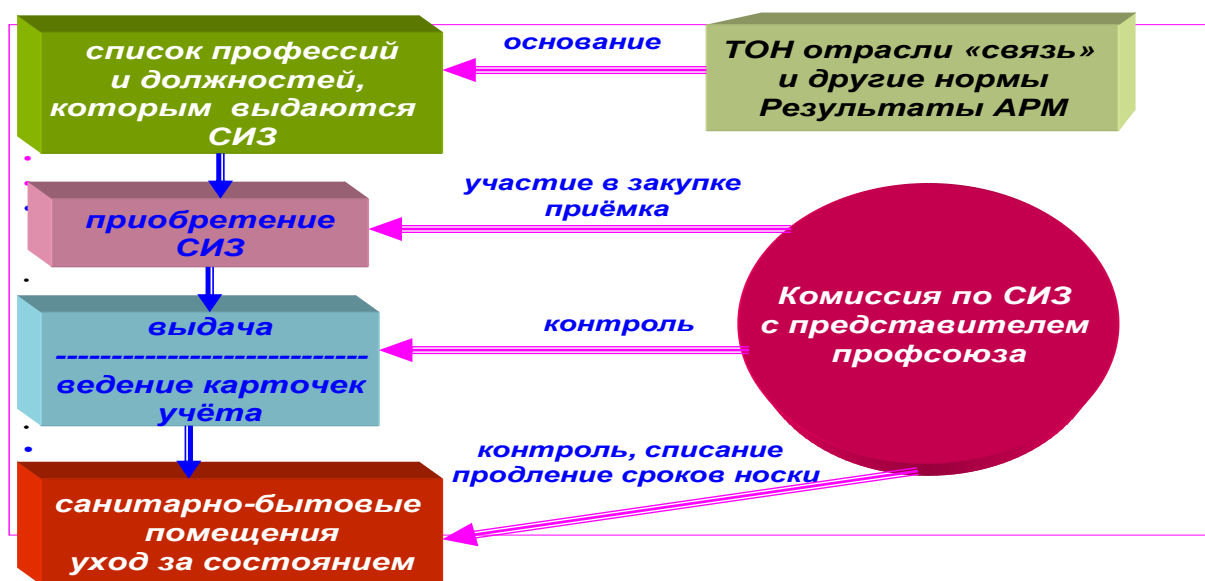 список профессий
и должностей,
которым выдаются
СИЗ
основание
ТОН отрасли «связь»
и другие нормы
Результаты АРМ
участие в закупке
приёмка
приобретение
СИЗ
Комиссия по СИЗ
с представителем
профсоюза
контроль
выдача
----------------------------
ведение карточек
учёта
контроль, списание
продление сроков носки
санитарно-бытовые
помещения
уход за состоянием